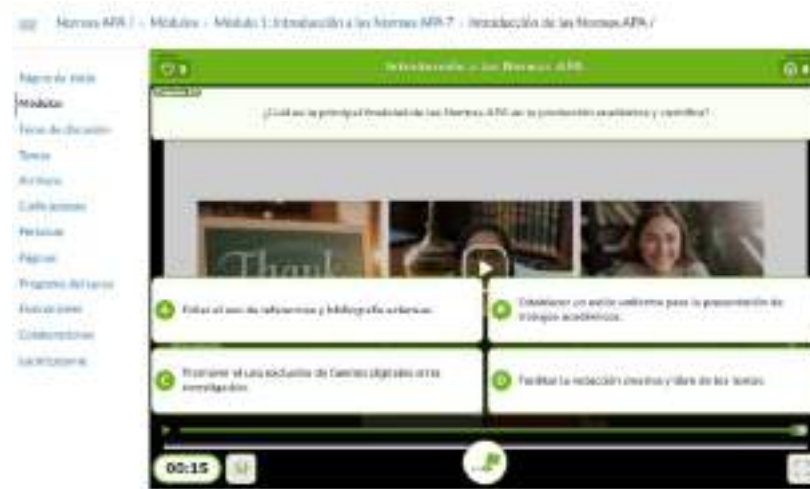 Normas APA 7 › Módulos › Módulo 1: Introducción a las Normas APA 7 › Introducción de las Normas APA 7
Página de inicio
Módulos
Foros de discusión
Tareas
Archivos
Calificaciones
Personas
Páginas
Programa del curso
Evaluaciones
Colaboraciones
Introducción a las Normas APA
¿Cuál es la principal finalidad de las Normas APA en la producción académica y científica?
Thank
A Evitar el uso de referencias y bibliografía externas.
B Establecer un estilo uniforme para la presentación de
trabajos académicos.
C Promover el uso exclusivo de fuentes digitales en la
investigación.
D Facilitar la redacción creativa y libre de los textos.
00:15